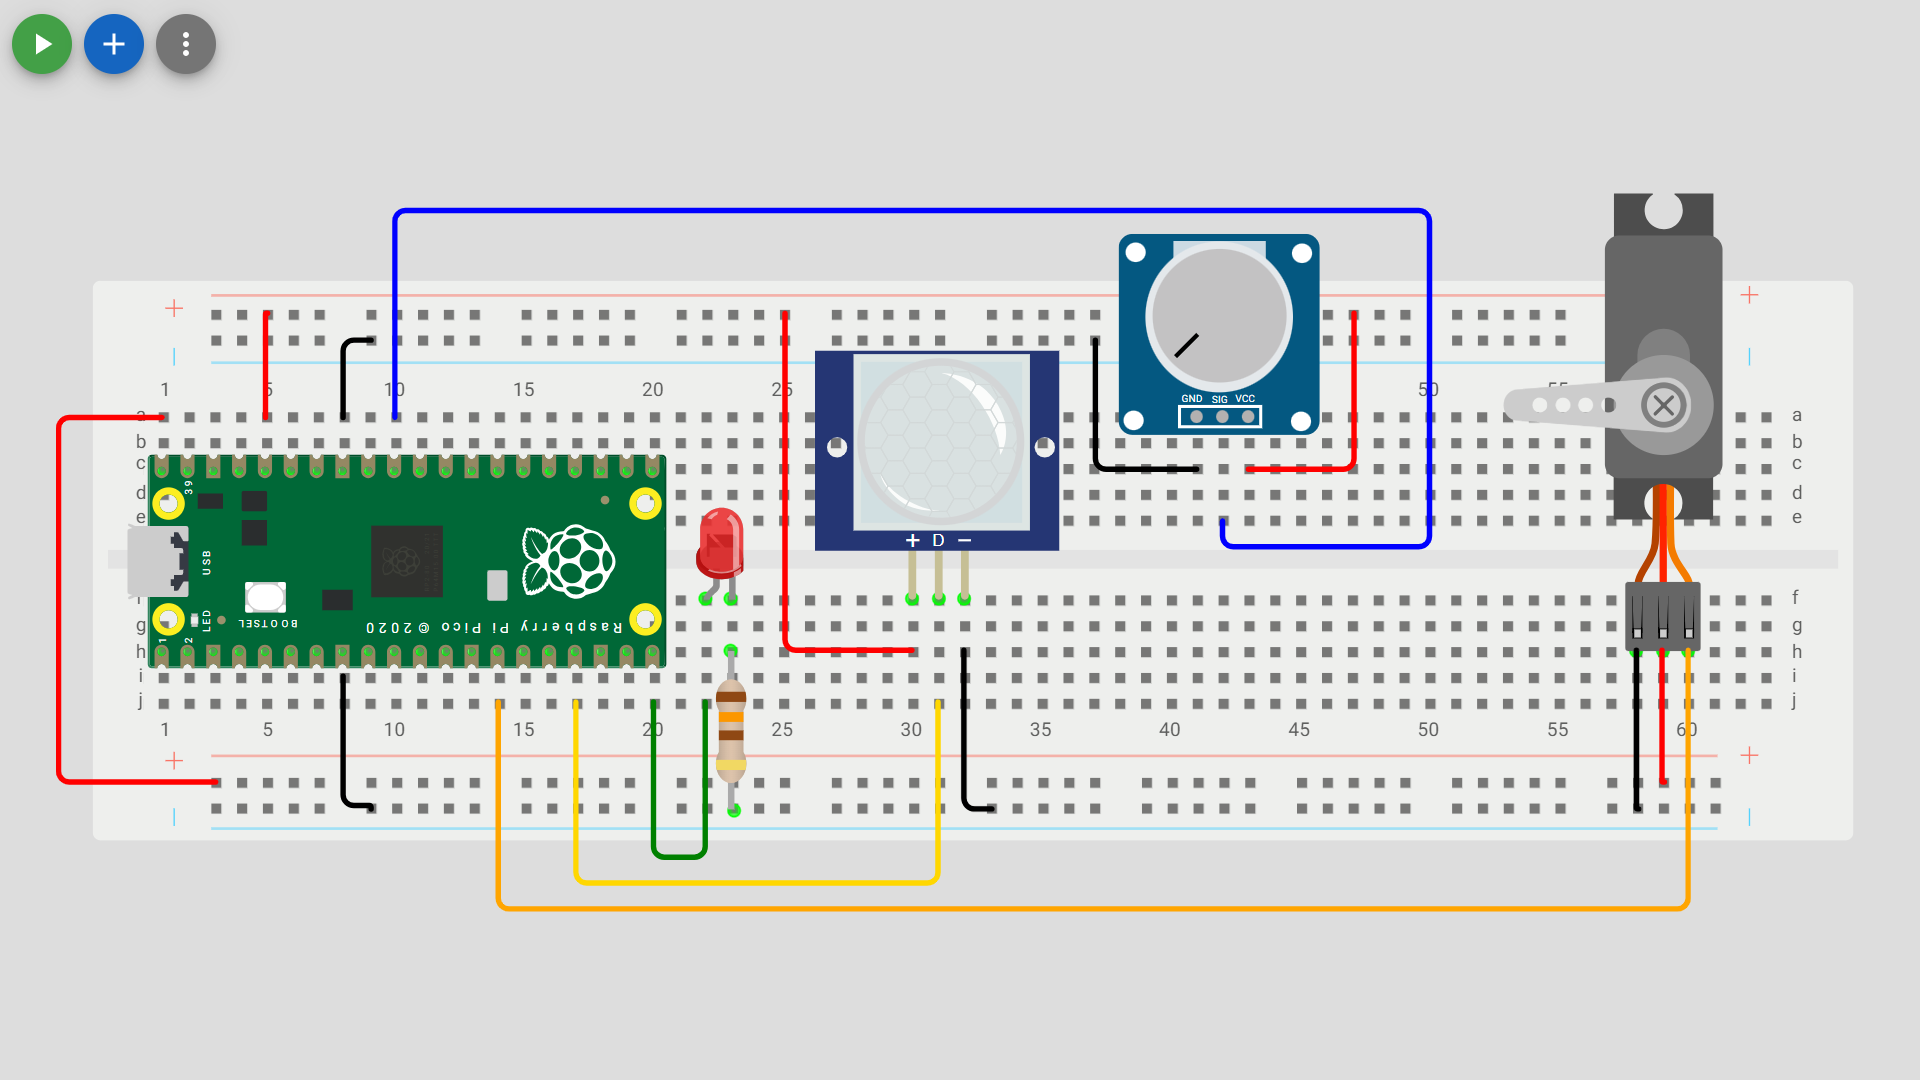 + +
| |
1 5 10 15 20 25 50 55
GND SIG VCC
a a
b b
c c
d d
e e
39
USB
+ D −
f f
g g
h h
i i
j j
LED
BOOTSEL
Raspberry Pi Pico © 2020
1
2
1 5 10 15 20 25 30 35 40 45 50 55 60
+ +
| |